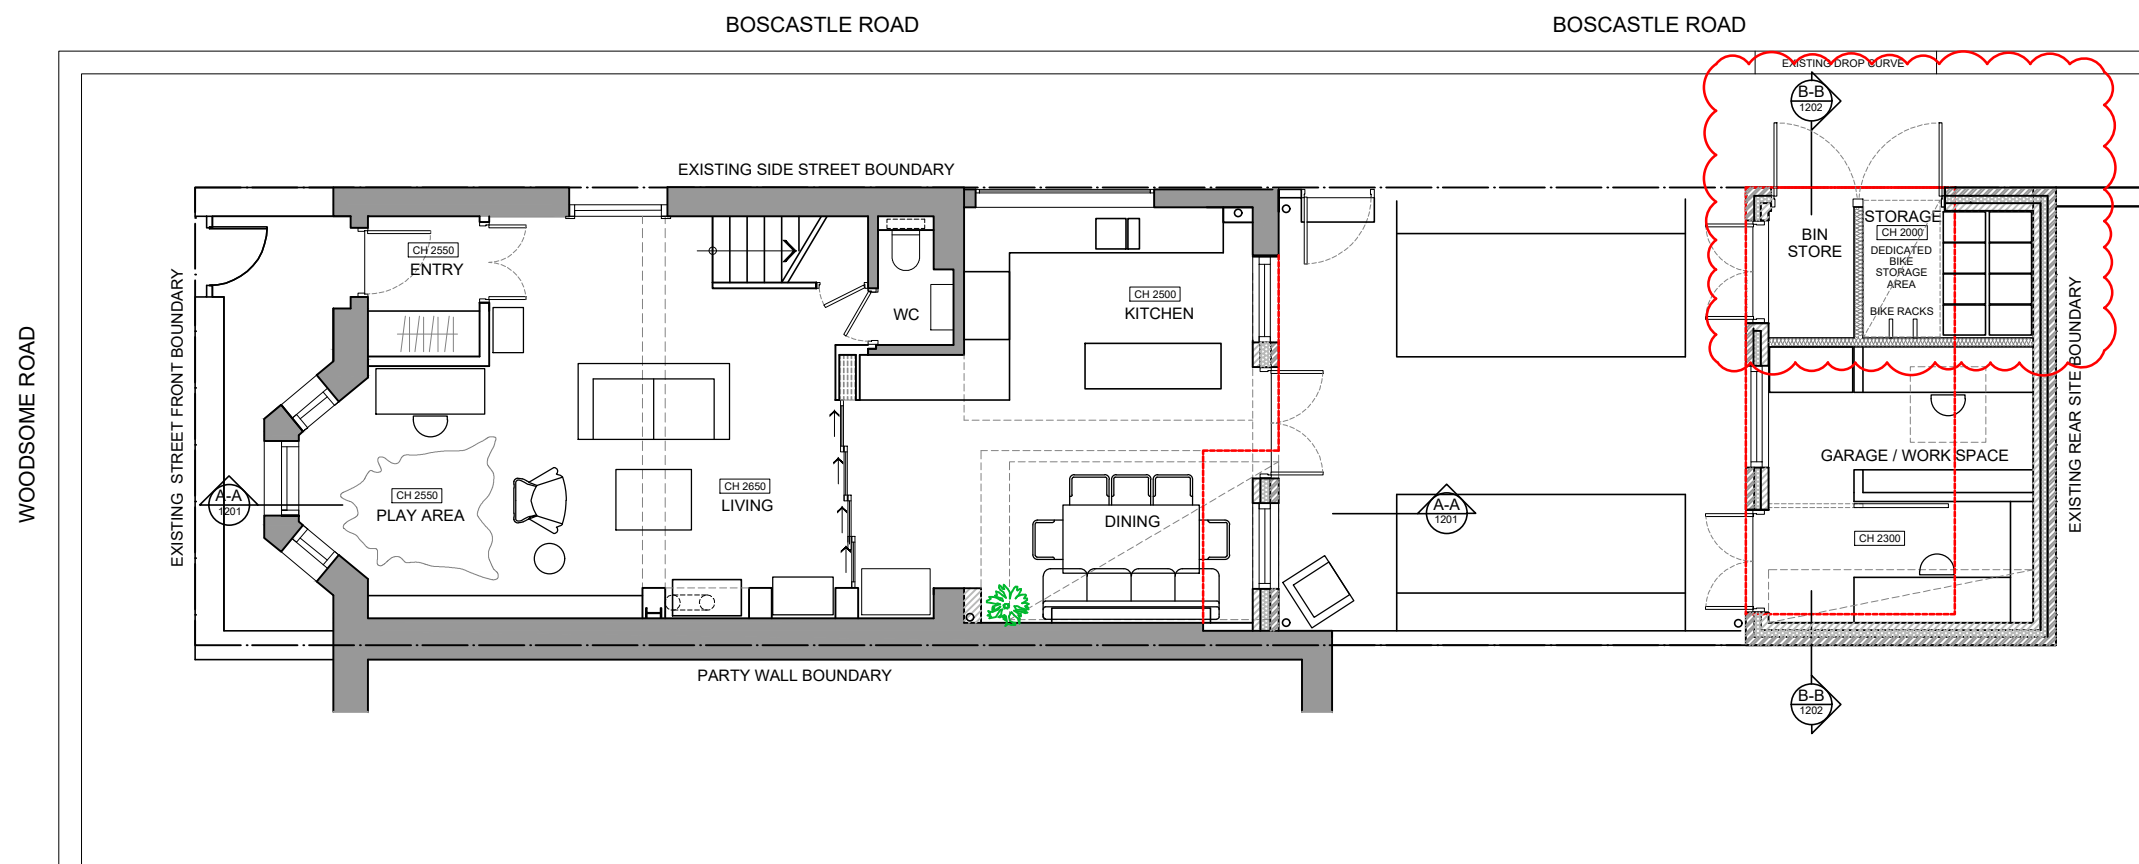 BOSCASTLE ROAD
BOSCASTLE ROAD
EXISTING DROP CURVE
B-B
1202
EXISTING SIDE STREET BOUNDARY
STORAGE
CH 2000
DEDICATED
BIKE
STORAGE
AREA
BIKE RACKS
BIN
STORE
CH 2550
ENTRY
WC
CH 2500
KITCHEN
WOODSOME ROAD
EXISTING STREET FRONT BOUNDARY
EXISTING REAR SITE BOUNDARY
GARAGE / WORK SPACE
A-A
1201
CH 2550
PLAY AREA
CH 2650
LIVING
DINING
A-A
1201
CH 2300
PARTY WALL BOUNDARY
B-B
1202